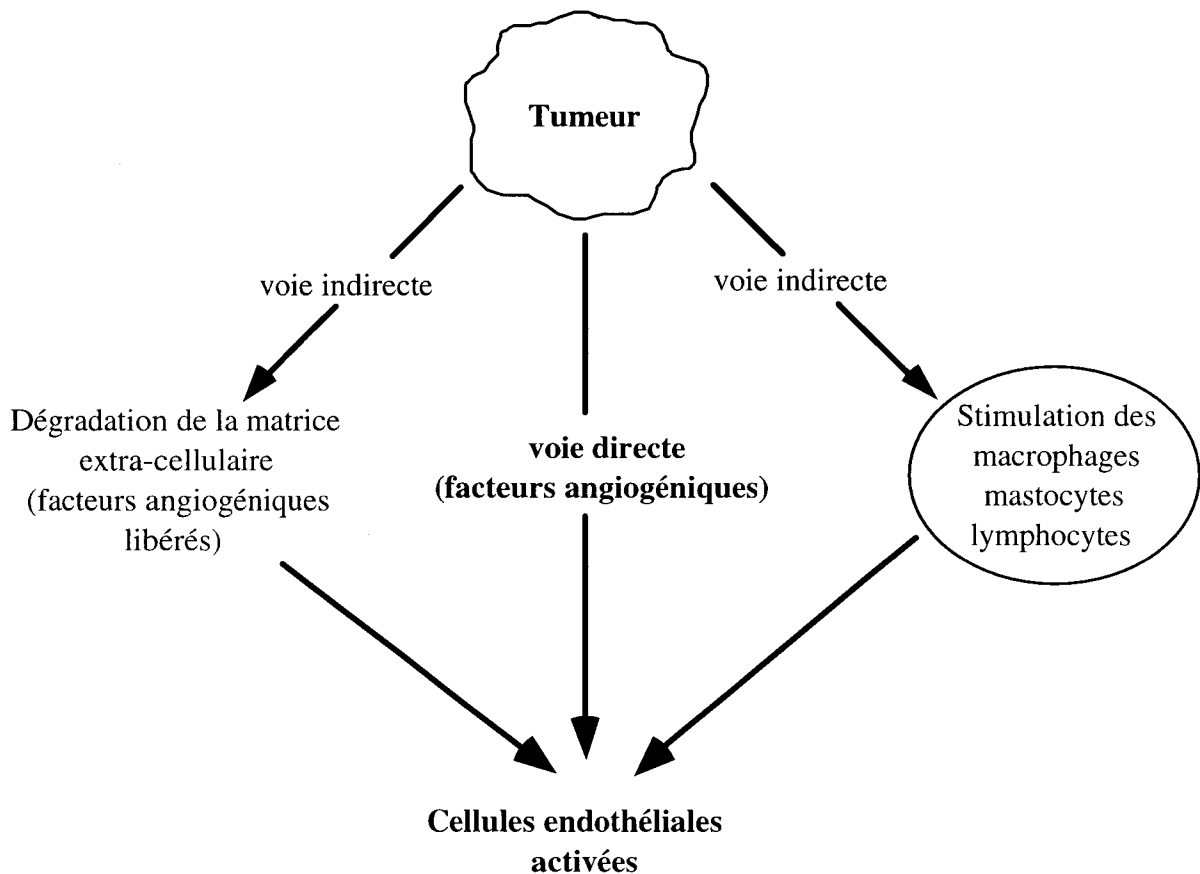 Tumeur
voie indirecte
voie indirecte
Dégradation de la matrice
extra-cellulaire
(facteurs angiogéniques
libérés)
voie directe
(facteurs angiogéniques)
Stimulation des
macrophages
mastocytes
lymphocytes
Cellules endothéliales
activées